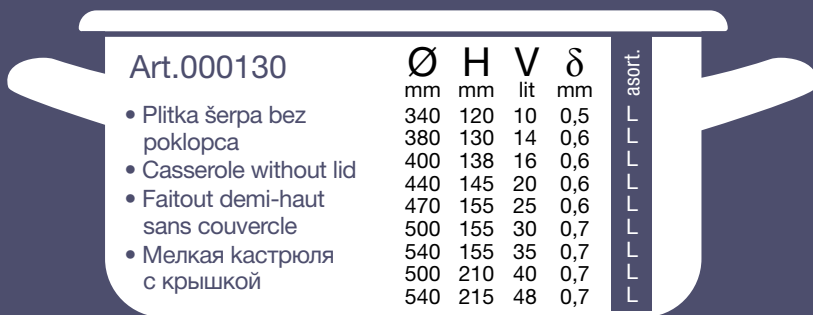 Art.000130
• Plitka šerpa bez
poklopca
• Casserole without lid
• Faitout demi-haut
sans couvercle
• Мелкая кастрюля
с крышкой
Ø H V δ asort.
mm mm lit mm
340 120 10 0,5 L
380 130 14 0,6 L
400 138 16 0,6 L
440 145 20 0,6 L
470 155 25 0,6 L
500 155 30 0,7 L
540 155 35 0,7 L
500 210 40 0,7 L
540 215 48 0,7 L